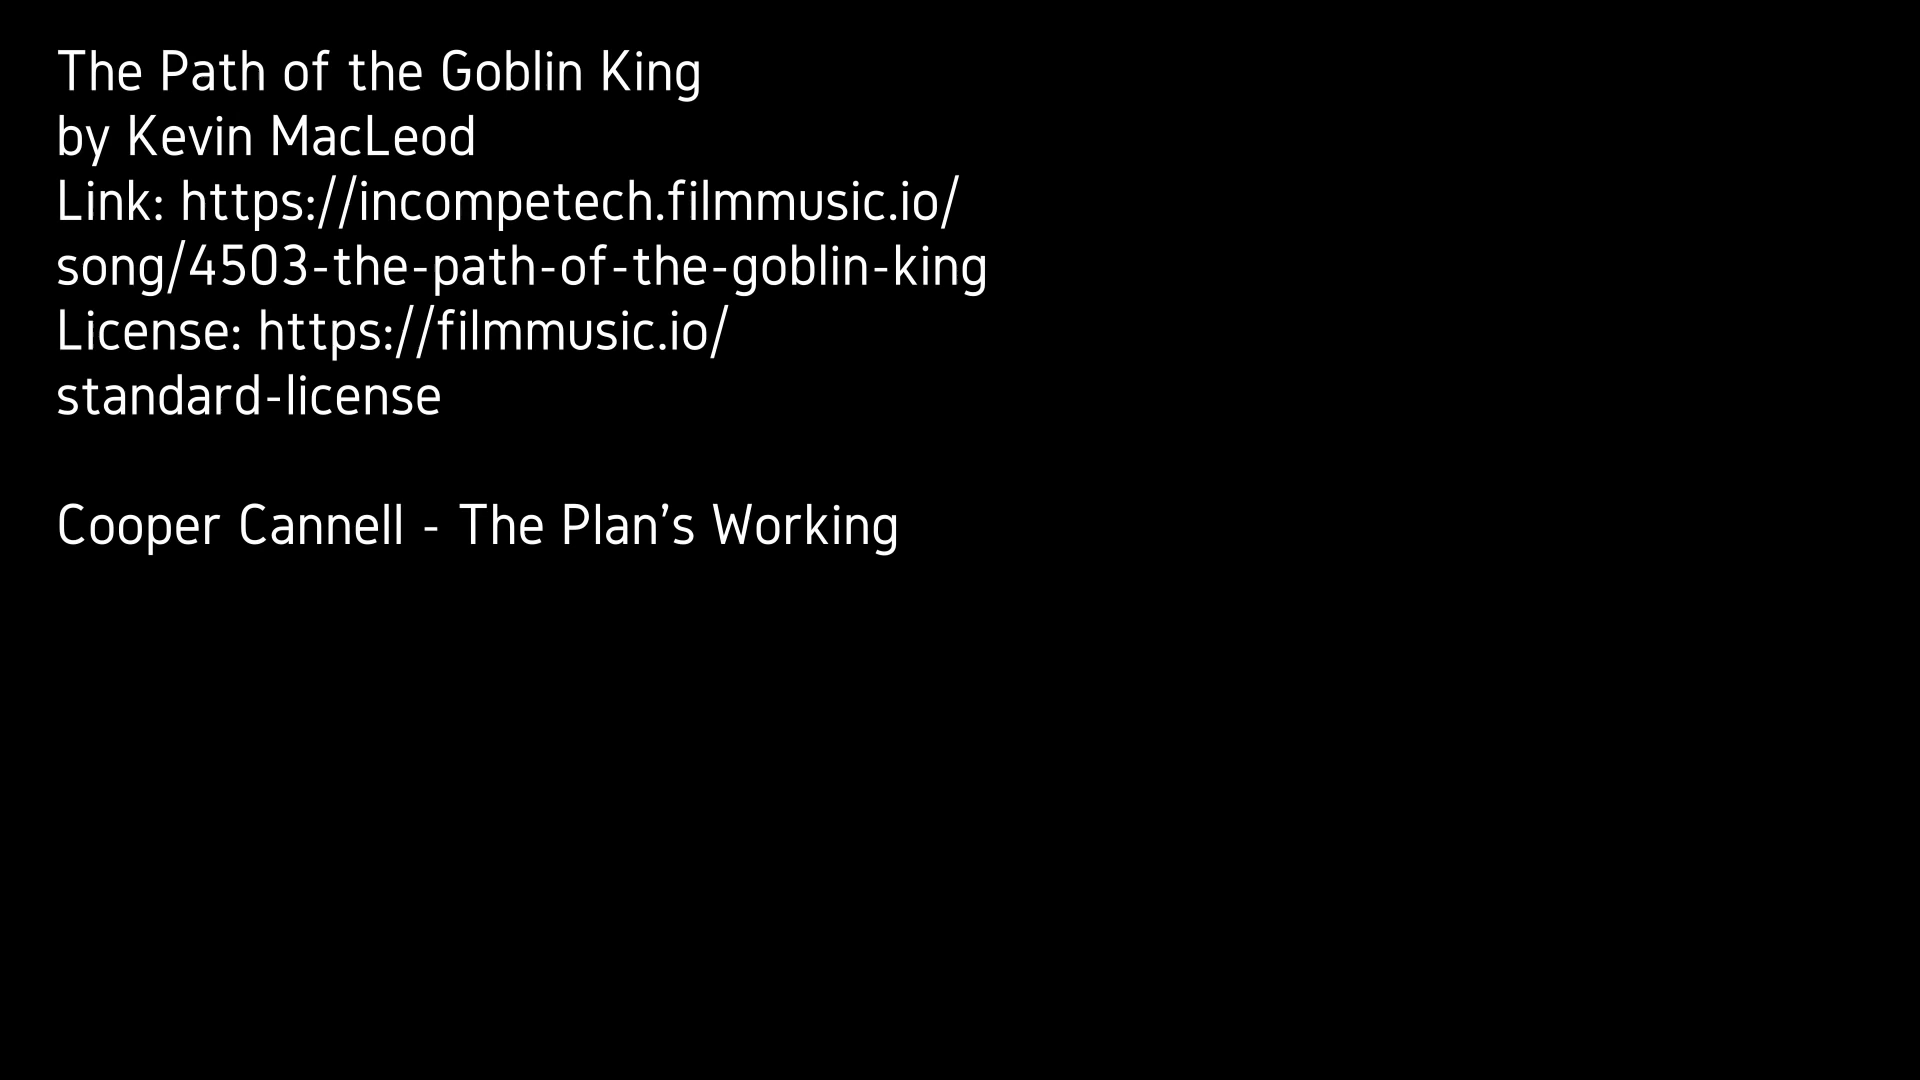 The Path of the Goblin King
by Kevin MacLeod
Link: https://incompetech.filmmusic.io/
song/4503-the-path-of-the-goblin-king
License: https://filmmusic.io/
standard-license
Cooper Cannell - The Plan’s Working